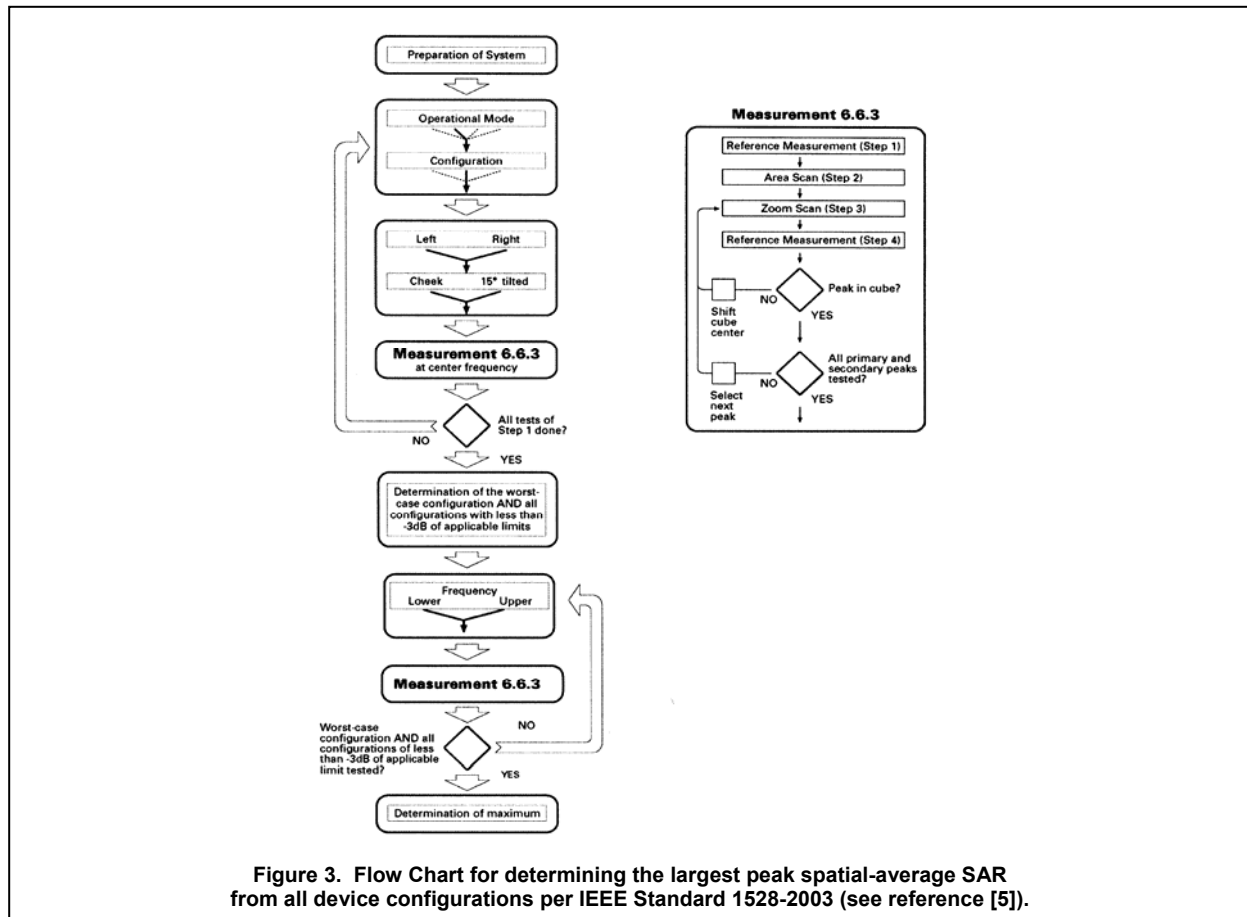 Preparation of System
Operational Mode
Configuration
Left Right
Cheek 15° tilted
Measurement 6.6.3
at center frequency
All tests of
Step 1 done?
NO
YES
Determination of the worst-
case configuration AND all
configurations with less than
-3dB of applicable limits
Frequency
Lower Upper
Measurement 6.6.3
Worst-case
configuration AND all
configurations of less
than -3dB of applicable
limit tested?
NO
YES
Determination of maximum
Measurement 6.6.3
Reference Measurement (Step 1)
Area Scan (Step 2)
Zoom Scan (Step 3)
Reference Measurement (Step 4)
Peak in cube?
NO
YES
Shift
cube
center
All primary and
secondary peaks
tested?
NO
YES
Select
next
peak
Figure 3. Flow Chart for determining the largest peak spatial-average SAR
from all device configurations per IEEE Standard 1528-2003 (see reference [5]).